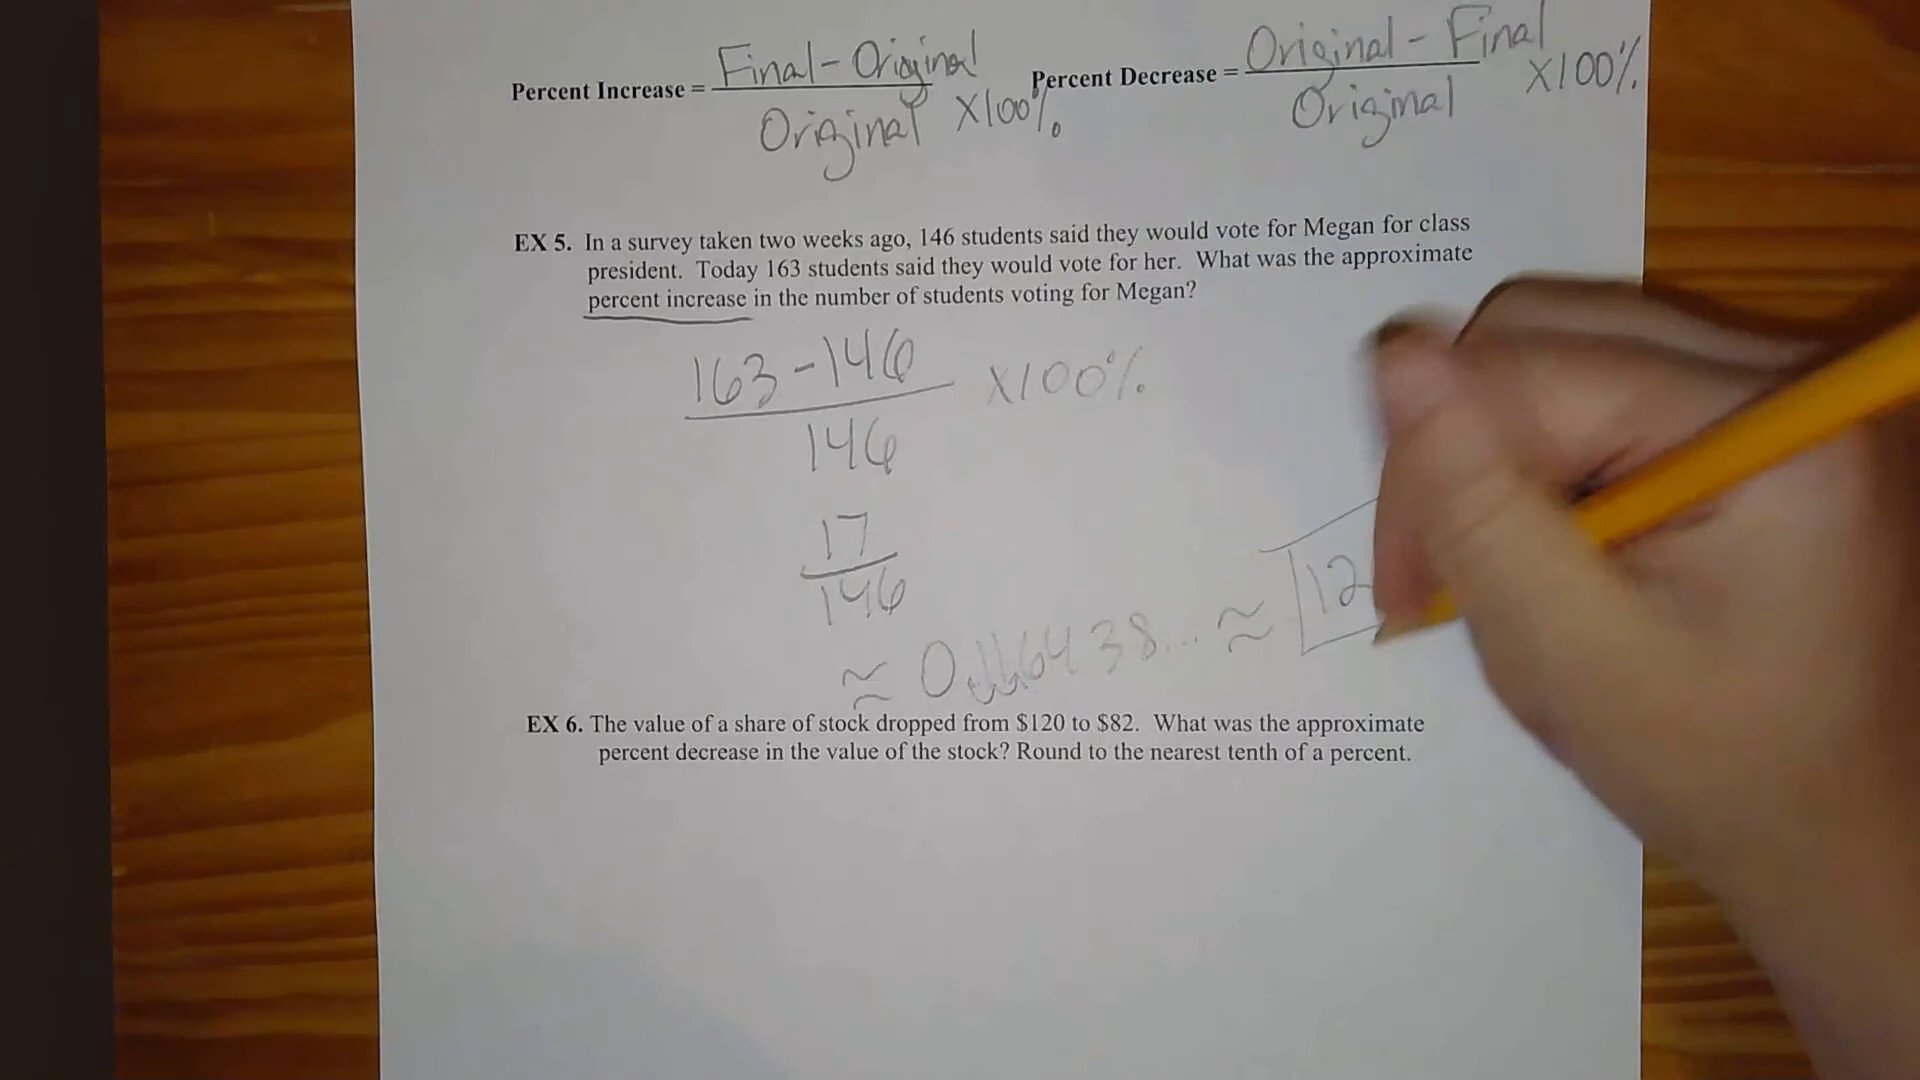 Percent Increase = Final - Original
Original X100%
Percent Decrease = Original - Final
Original X100%
EX 5. In a survey taken two weeks ago, 146 students said they would vote for Megan for class
president. Today 163 students said they would vote for her. What was the approximate
percent increase in the number of students voting for Megan?
163 - 146
146
X100%
17
146
≈ 0.116438... ≈ 12
EX 6. The value of a share of stock dropped from $120 to $82. What was the approximate
percent decrease in the value of the stock? Round to the nearest tenth of a percent.